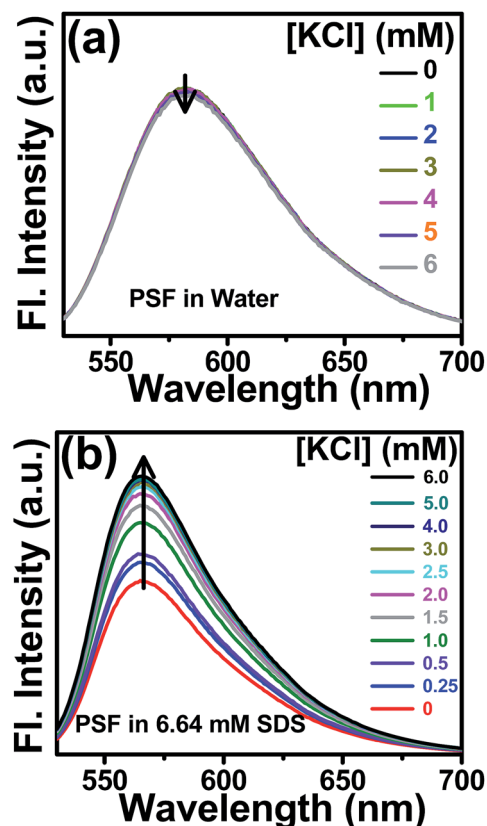 (a)
[KCl] (mM)
0
1
2
3
4
5
6
PSF in Water
Fl. Intensity (a.u.)
550
600
650
700
Wavelength (nm)
(b)
[KCl] (mM)
6.0
5.0
4.0
3.0
2.5
2.0
1.5
1.0
0.5
0.25
0
PSF in 6.64 mM SDS
Fl. Intensity (a.u.)
550
600
650
700
Wavelength (nm)